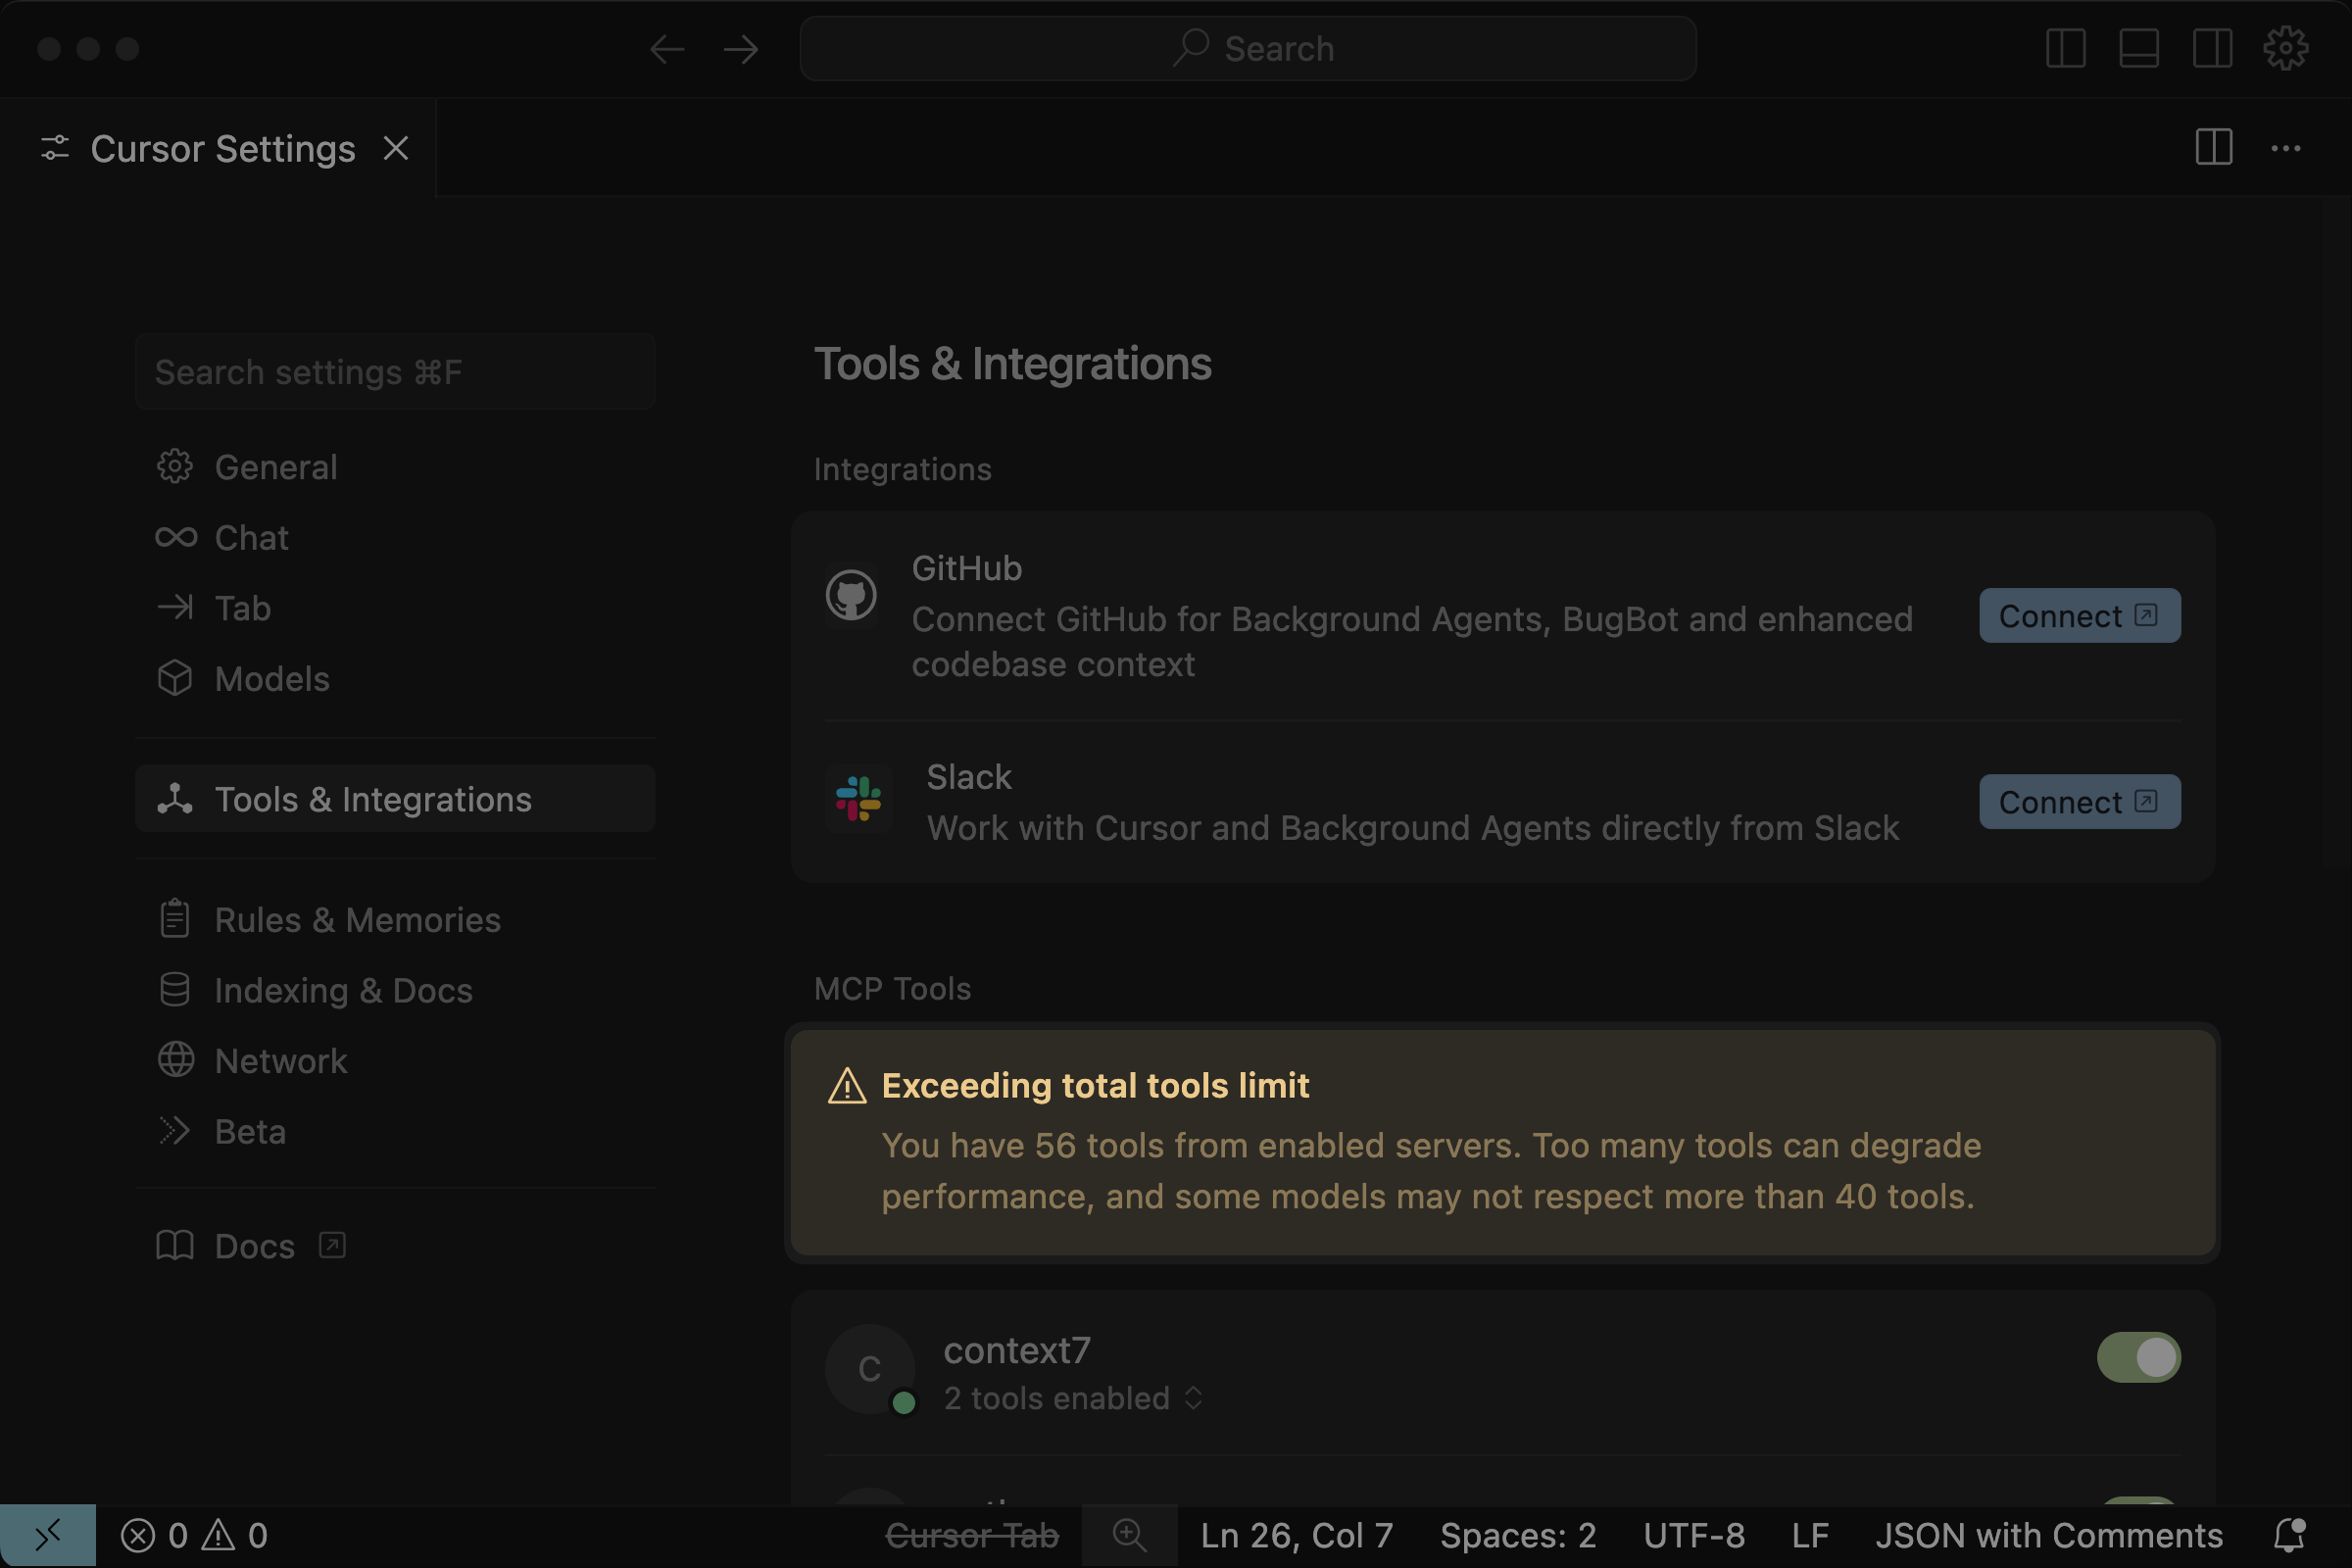 Search
Cursor Settings
Search settings ⌘F
General
Chat
Tab
Models
Tools & Integrations
Rules & Memories
Indexing & Docs
Network
Beta
Docs
Tools & Integrations
Integrations
GitHub
Connect GitHub for Background Agents, BugBot and enhanced
codebase context
Connect
Slack
Work with Cursor and Background Agents directly from Slack
Connect
MCP Tools
Exceeding total tools limit
You have 56 tools from enabled servers. Too many tools can degrade
performance, and some models may not respect more than 40 tools.
C
context7
2 tools enabled
0 0
Cursor Tab
Ln 26, Col 7
Spaces: 2
UTF-8
LF
JSON with Comments